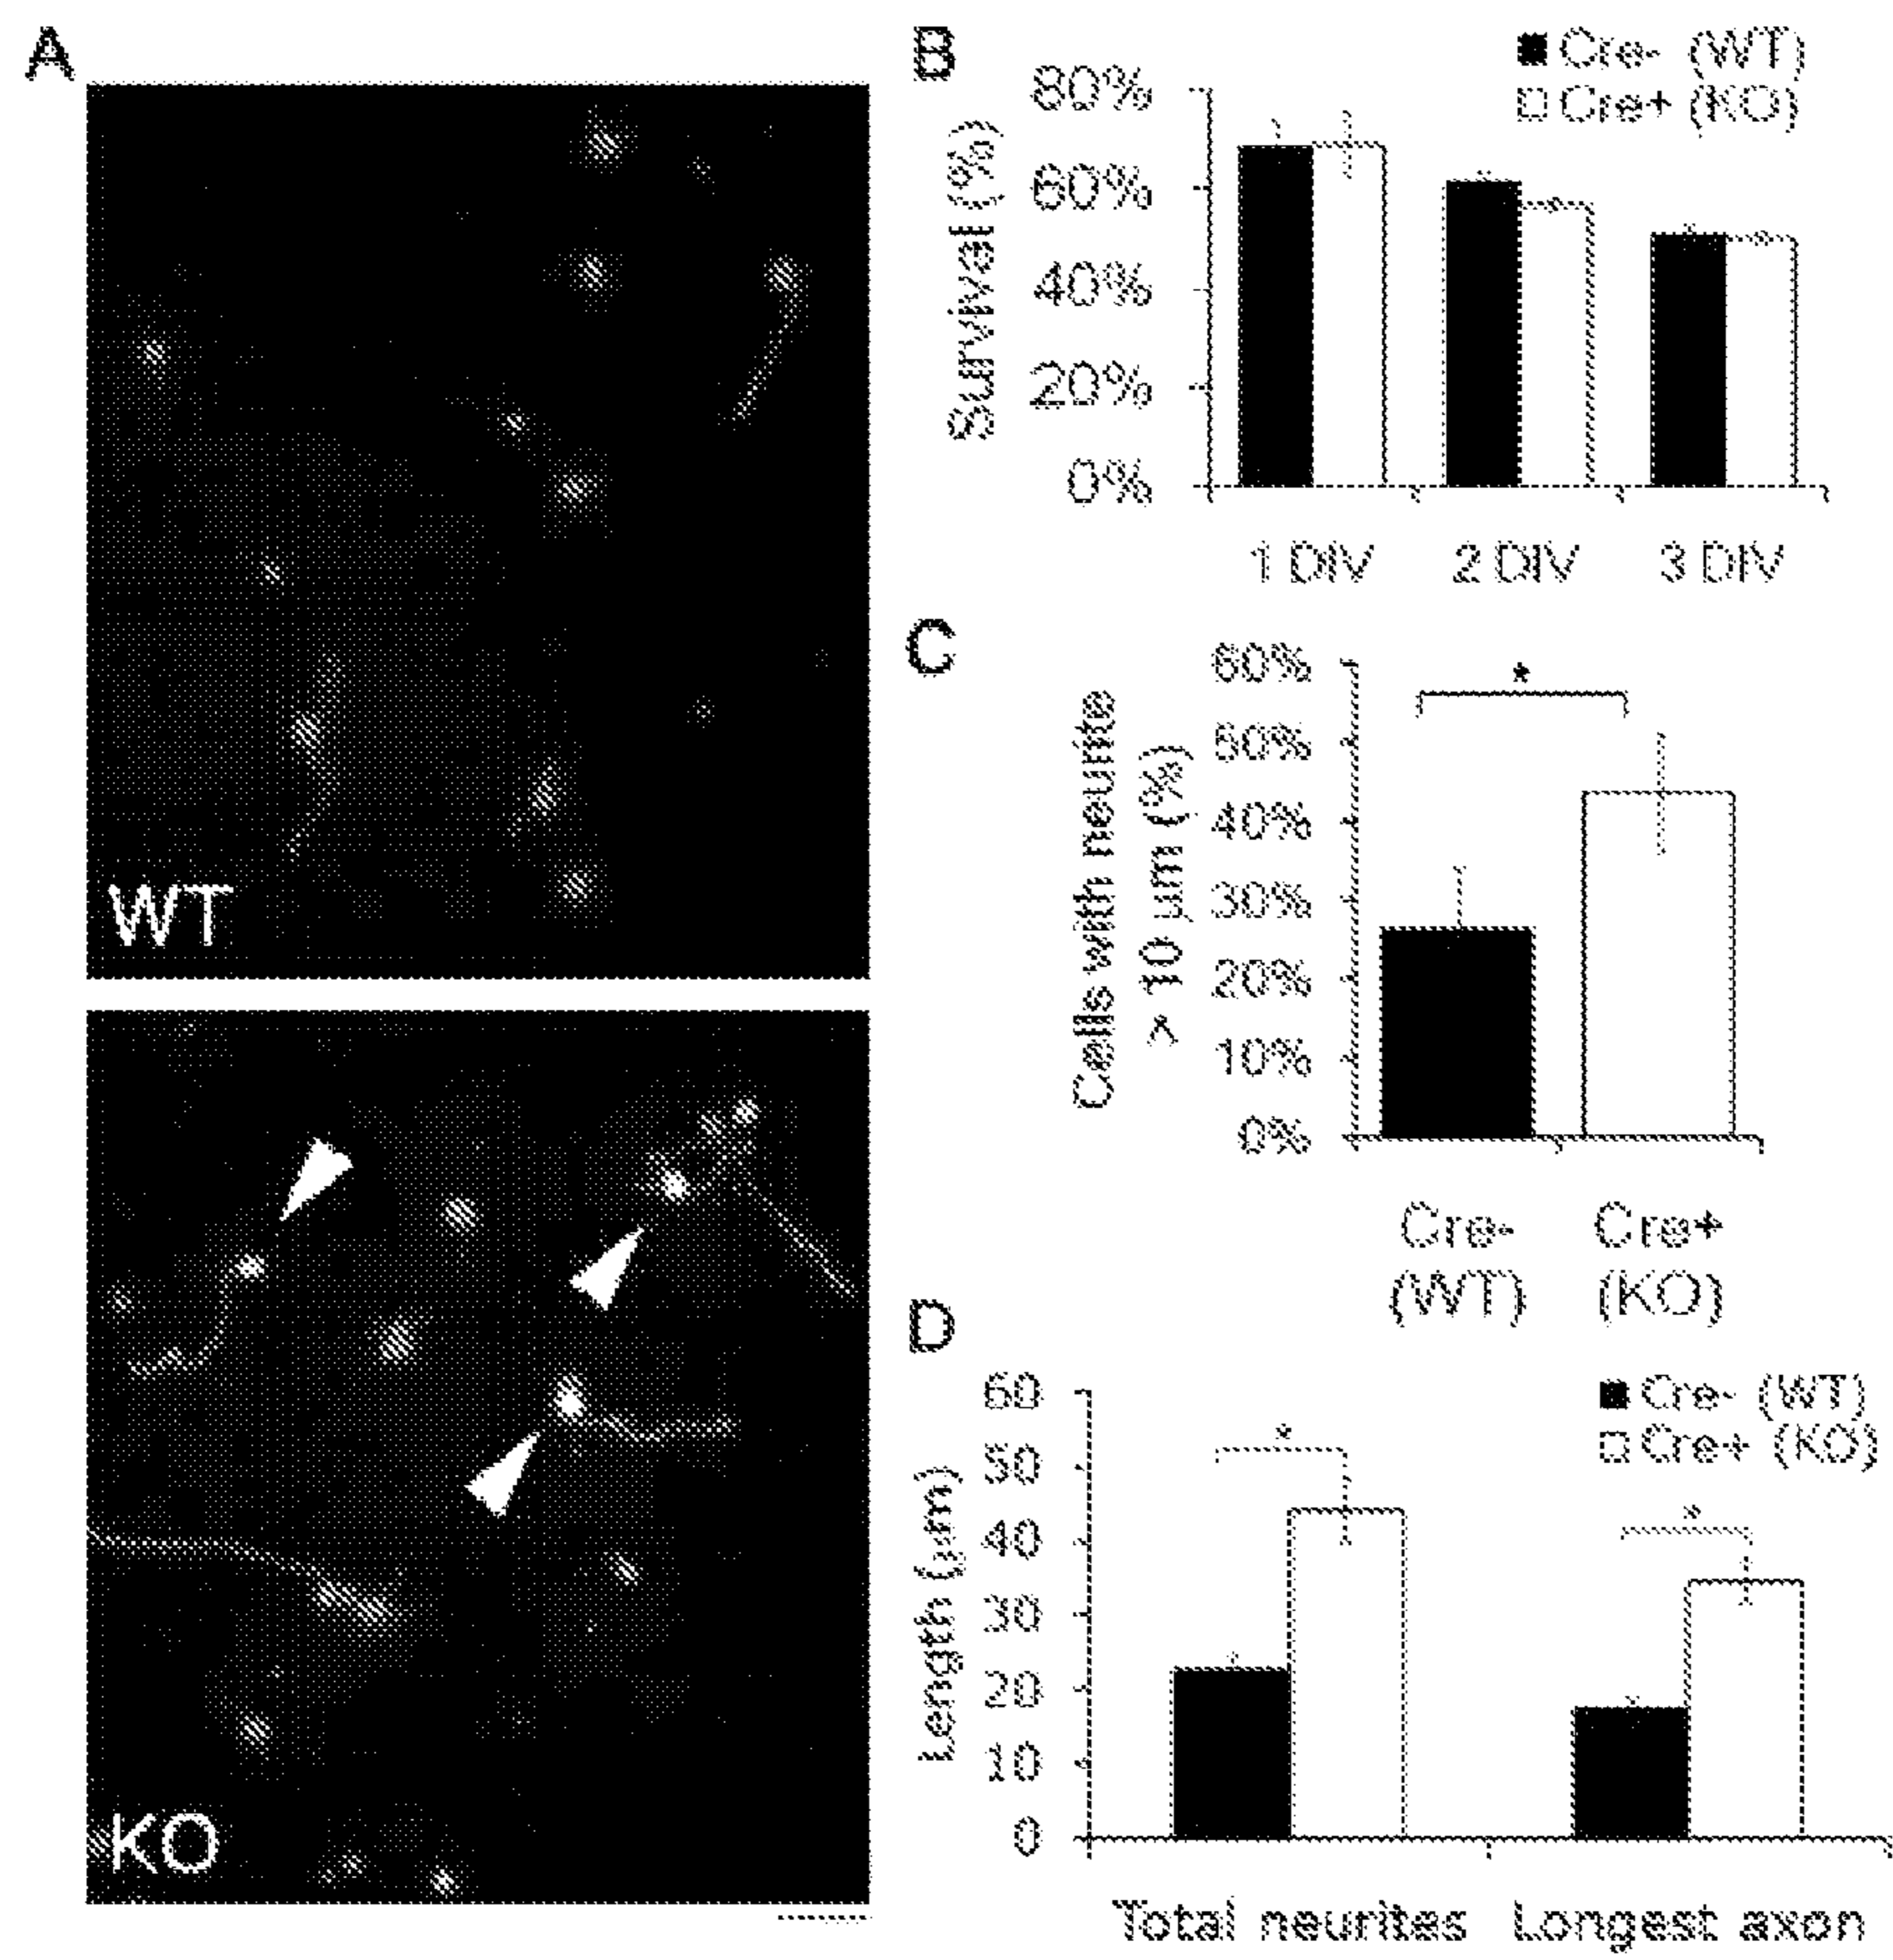 A
WT
KO
B
Cre- (WT)
Cre+ (KO)
Survival (%)
80%
60%
40%
20%
0%
1 DIV
2 DIV
3 DIV
C
Cells with neurite
> 10 μm (%)
60%
50%
40%
30%
20%
10%
0%
*
Cre-
(WT)
Cre+
(KO)
D
Cre- (WT)
Cre+ (KO)
Length (μm)
60
50
40
30
20
10
0
*
*
Total neurites
Longest axon